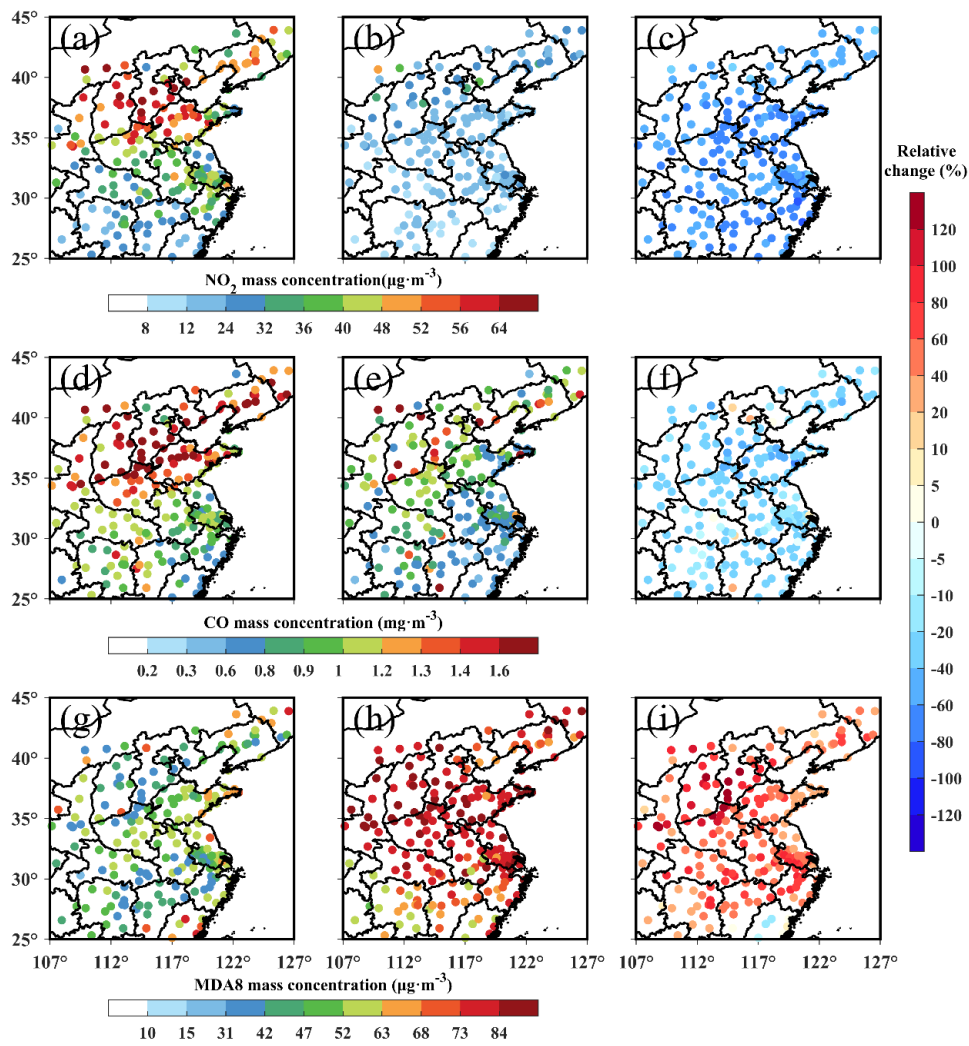 45°
40°
35°
30°
25°
(a)
(b)
(c)
NO2 mass concentration(μg·m-3)
8 12 24 32 36 40 48 52 56 64
Relative
change (%)
120
100
80
60
40
20
10
5
0
-5
-10
-20
-40
-60
-80
-100
-120
45°
40°
35°
30°
25°
(d)
(e)
(f)
CO mass concentration (mg·m-3)
0.2 0.3 0.6 0.8 0.9 1 1.2 1.3 1.4 1.6
45°
40°
35°
30°
25°
(g)
(h)
(i)
107° 112° 117° 122° 127°
107° 112° 117° 122° 127°
107° 112° 117° 122° 127°
MDA8 mass concentration (μg·m-3)
10 15 31 42 47 52 63 68 73 84